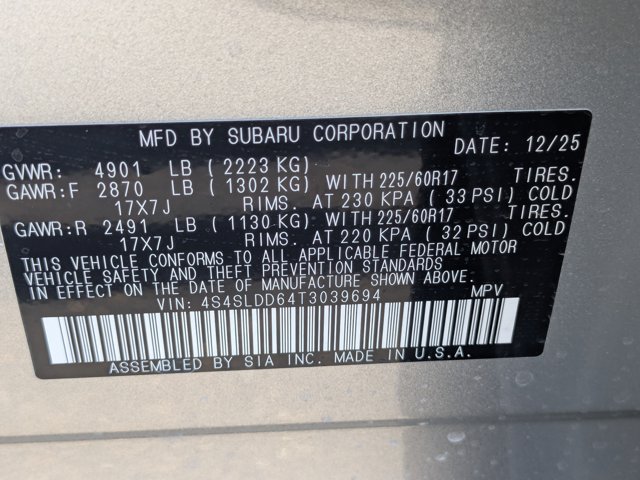 MFD BY SUBARU CORPORATION
DATE: 12/25
GVWR: 4901 LB ( 2223 KG)
GAWR:F 2870 LB ( 1302 KG) WITH 225/60R17 TIRES.
17X7J RIMS. AT 230 KPA ( 33 PSI) COLD
GAWR:R 2491 LB ( 1130 KG) WITH 225/60R17 TIRES.
17X7J RIMS. AT 220 KPA ( 32 PSI) COLD
THIS VEHICLE CONFORMS TO ALL APPLICABLE FEDERAL MOTOR
VEHICLE SAFETY AND THEFT PREVENTION STANDARDS
IN EFFECT ON THE DATE OF MANUFACTURE SHOWN ABOVE.
VIN: 4S4SLDD64T3039694 MPV
ASSEMBLED BY SIA INC. MADE IN U.S.A.